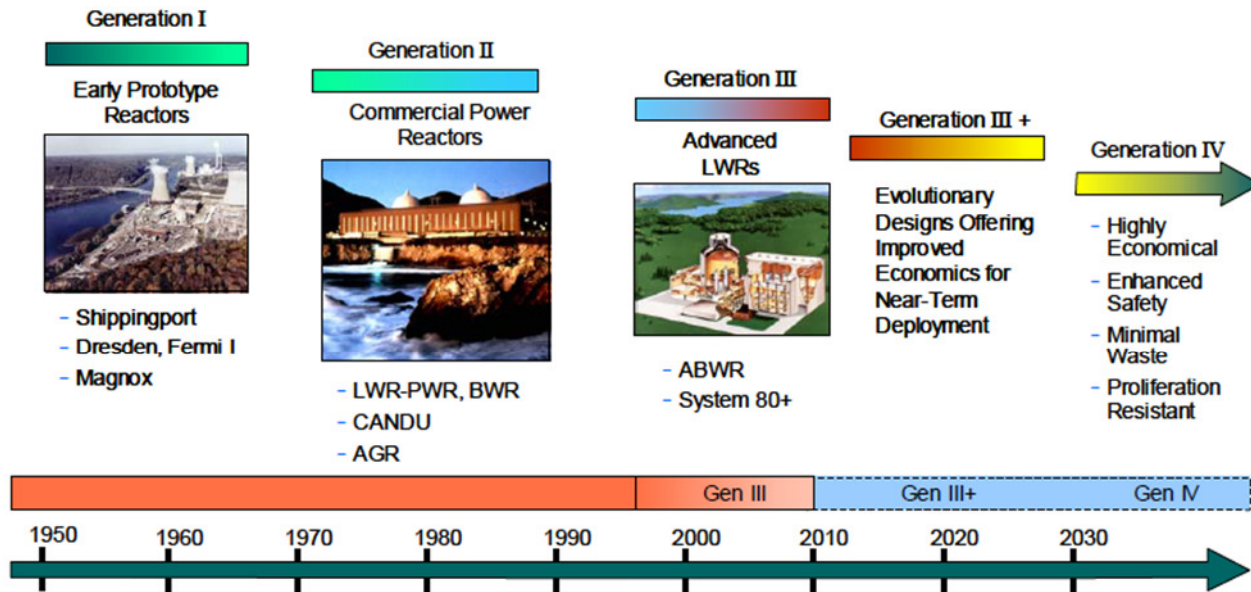 Generation I
Early Prototype
Reactors
- Shippingport
- Dresden, Fermi I
- Magnox
Generation II
Commercial Power
Reactors
- LWR-PWR, BWR
- CANDU
- AGR
Generation III
Advanced
LWRs
- ABWR
- System 80+
Generation III +
Evolutionary
Designs Offering
Improved
Economics for
Near-Term
Deployment
Generation IV
- Highly
Economical
- Enhanced
Safety
- Minimal
Waste
- Proliferation
Resistant
Gen III
Gen III+
Gen IV
1950
1960
1970
1980
1990
2000
2010
2020
2030